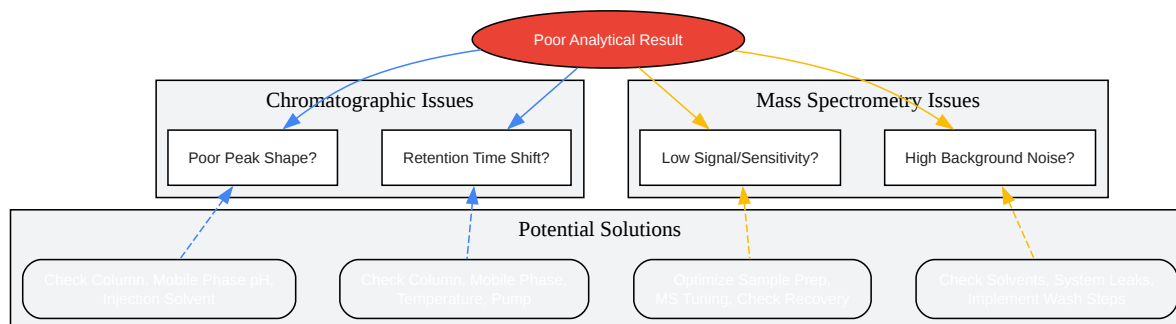 Poor Analytical Result
Chromatographic Issues
Mass Spectrometry Issues
Poor Peak Shape?
Retention Time Shift?
Low Signal/Sensitivity?
High Background Noise?
Potential Solutions
Check Column, Mobile Phase pH,
Injection Solvent
Check Column, Mobile Phase,
Temperature. Pump
Optimize Sample Prep,
MS Tuning. Check Recovery
Check Solvents, System Leaks,
Implement Wash Steps